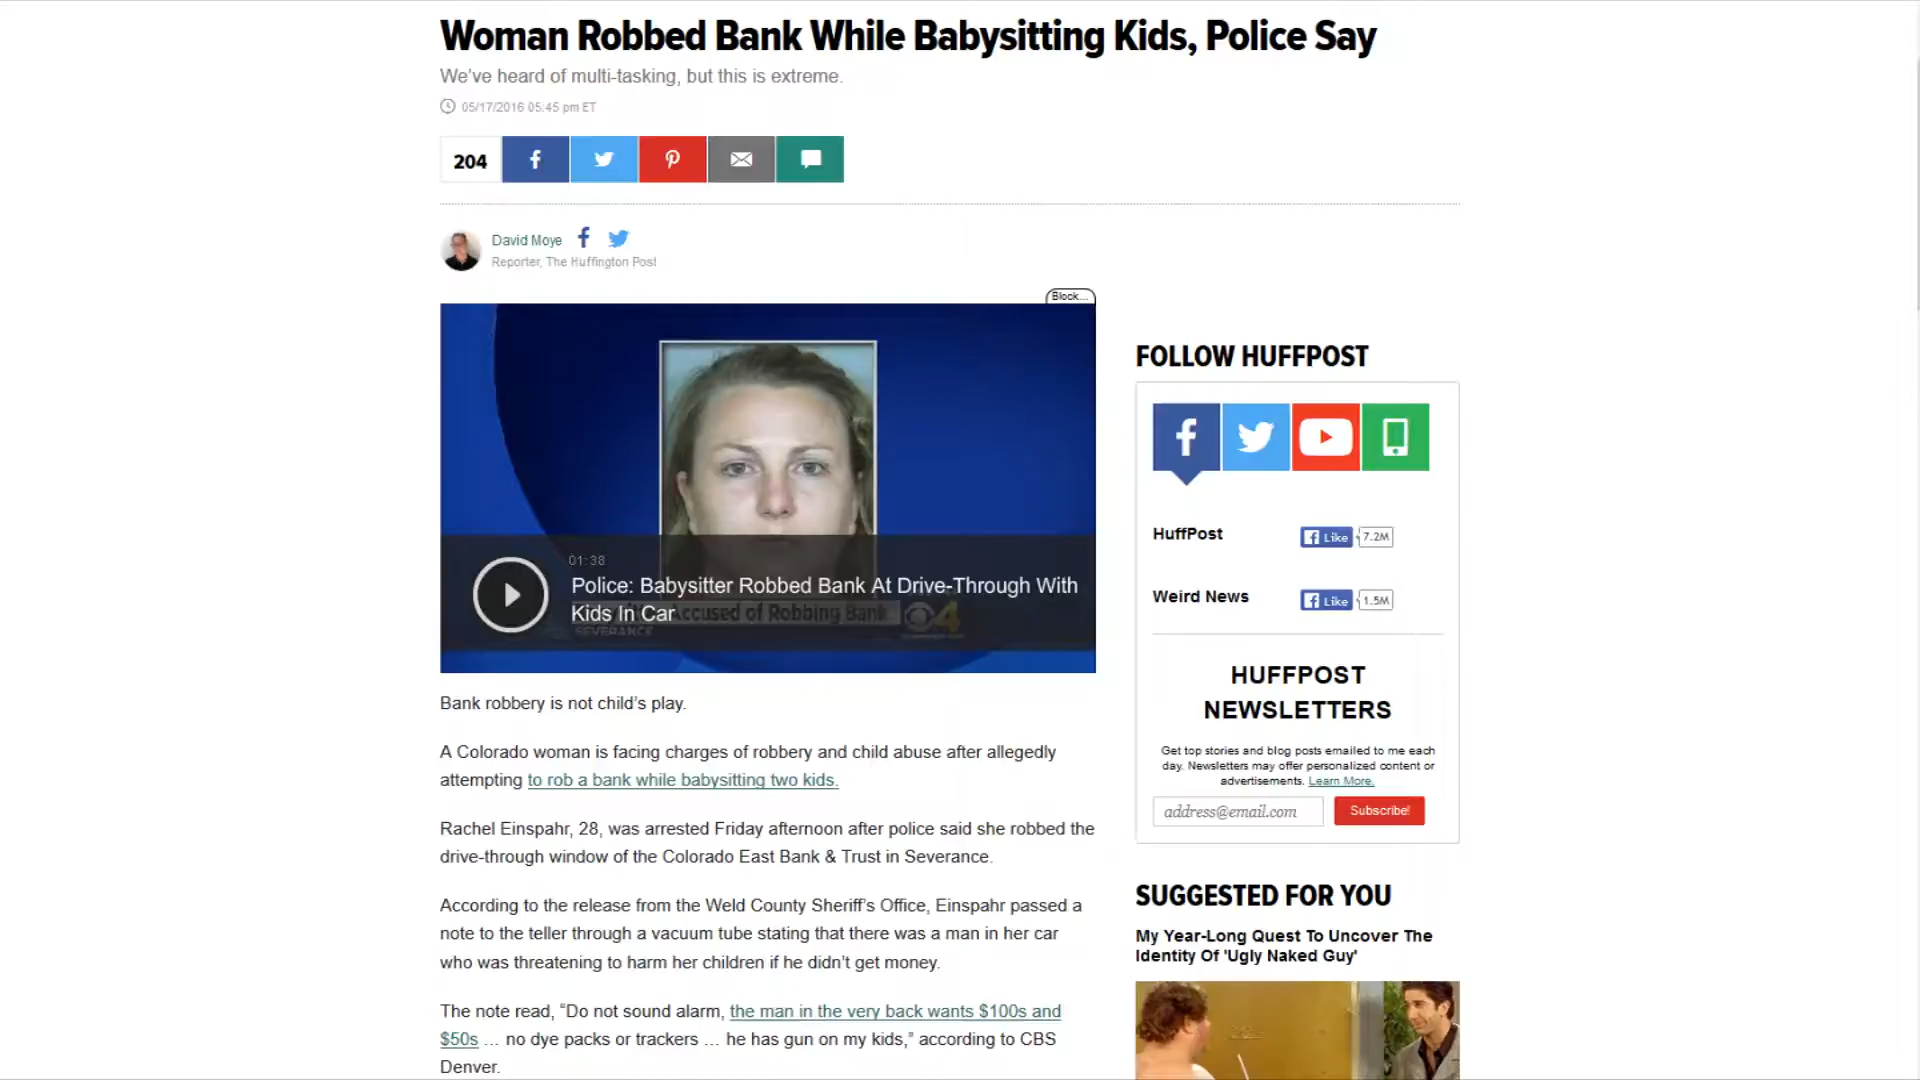 Woman Robbed Bank While Babysitting Kids, Police Say
We've heard of multi-tasking, but this is extreme.
05/17/2016 05:45 pm ET
204
David Moye
Reporter, The Huffington Post
Block...
01:38
Police: Babysitter Robbed Bank At Drive-Through With
Kids In Car
Accused of Robbing Bank
SEVERANCE
4
Bank robbery is not child's play.
A Colorado woman is facing charges of robbery and child abuse after allegedly
attempting to rob a bank while babysitting two kids.
Rachel Einspahr, 28, was arrested Friday afternoon after police said she robbed the
drive-through window of the Colorado East Bank & Trust in Severance.
According to the release from the Weld County Sheriff's Office, Einspahr passed a
note to the teller through a vacuum tube stating that there was a man in her car
who was threatening to harm her children if he didn't get money.
The note read, “Do not sound alarm, the man in the very back wants $100s and
$50s … no dye packs or trackers … he has gun on my kids,” according to CBS
Denver.
FOLLOW HUFFPOST
HuffPost
Like 7.2M
Weird News
Like 1.5M
HUFFPOST
NEWSLETTERS
Get top stories and blog posts emailed to me each
day. Newsletters may offer personalized content or
advertisements. Learn More.
address@email.com
Subscribe!
SUGGESTED FOR YOU
My Year-Long Quest To Uncover The
Identity Of 'Ugly Naked Guy'